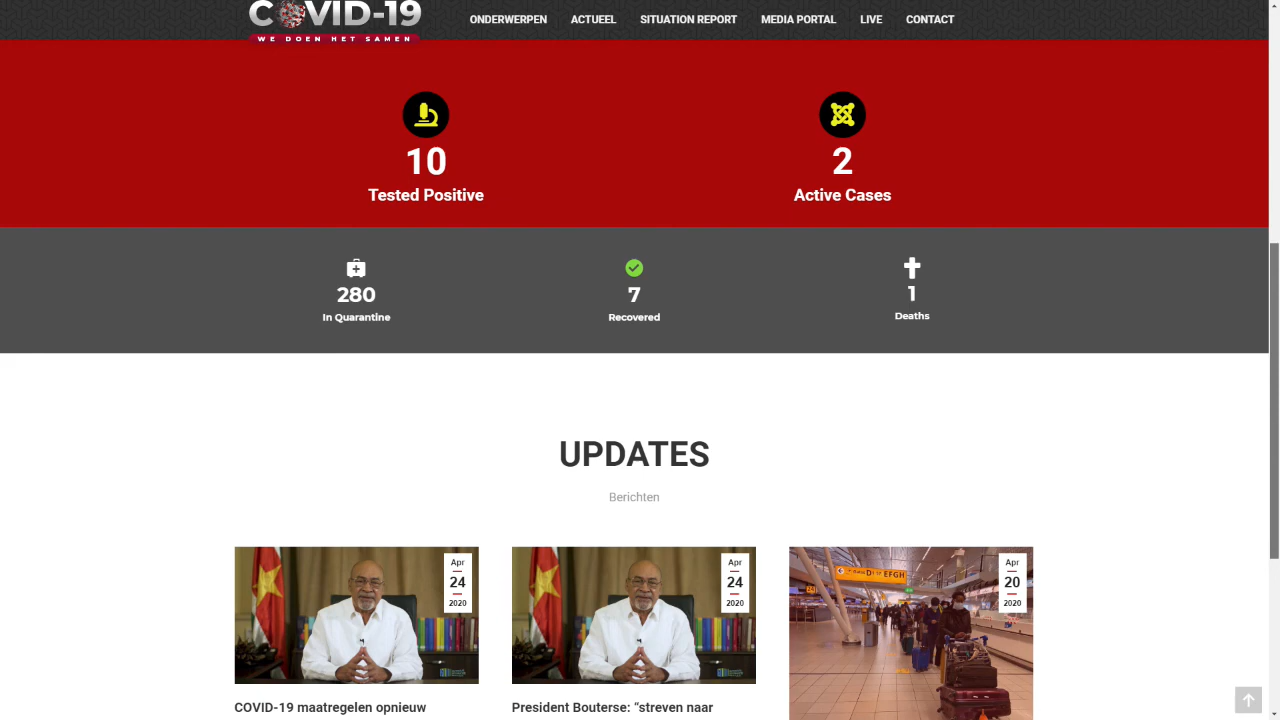 COVID-19
WE DOEN HET SAMEN
ONDERWERPEN ACTUEEL SITUATION REPORT MEDIA PORTAL LIVE CONTACT
10
Tested Positive
2
Active Cases
280
In Quarantine
7
Recovered
1
Deaths
UPDATES
Berichten
Apr
24
2020
COVID-19 maatregelen opnieuw
Apr
24
2020
President Bouterse: “streven naar
Apr
20
2020
EFGH